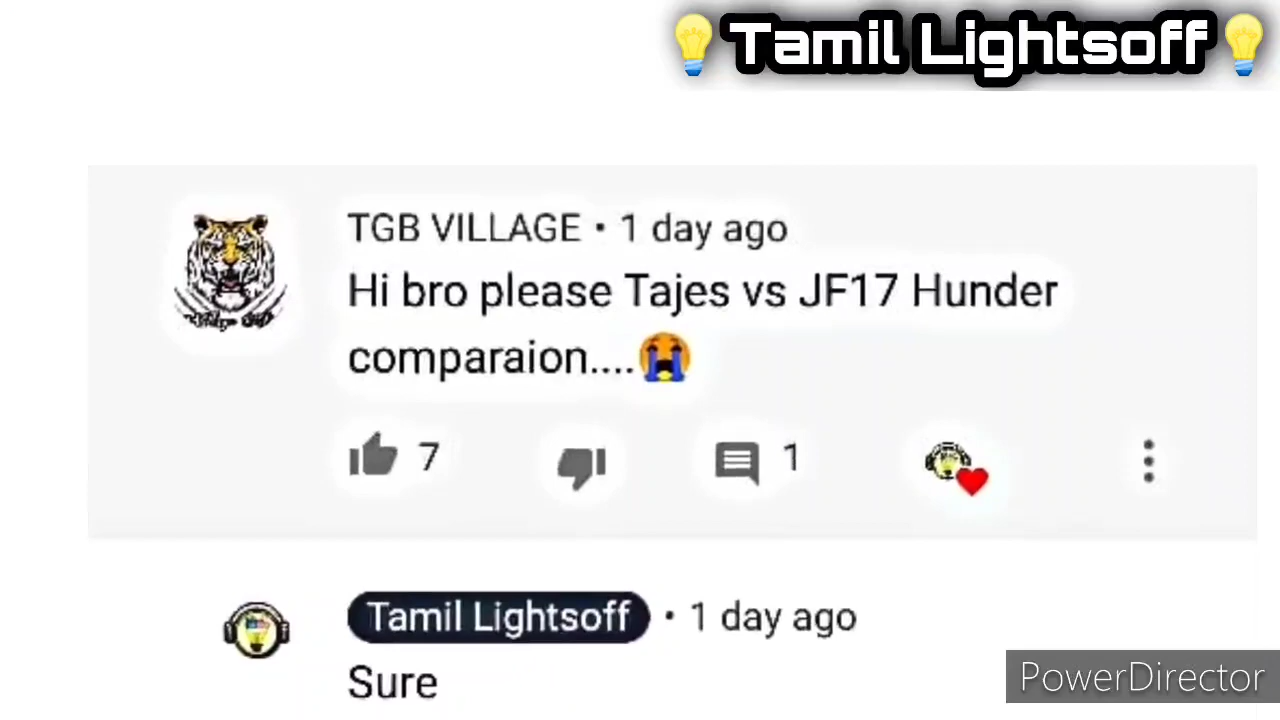 Tamil Lightsoff
TGB VILLAGE • 1 day ago
Hi bro please Tajes vs JF17 Hunder
comparaion....😭
7 1
Tamil Lightsoff • 1 day ago
Sure
PowerDirector